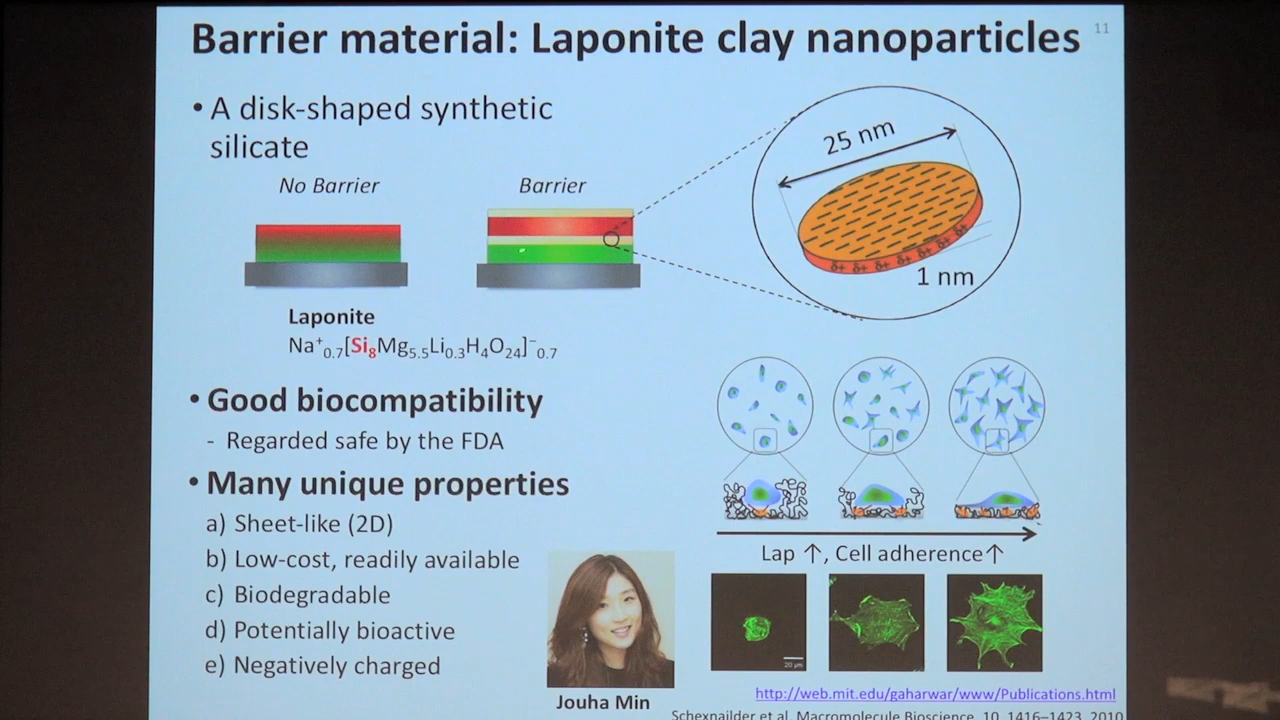 Barrier material: Laponite clay nanoparticles
11
• A disk-shaped synthetic
silicate
No Barrier
Barrier
25 nm
δ+ δ+ δ+ δ+ δ+ δ+ δ+
1 nm
Laponite
Na⁺0.7[Si8Mg5.5Li0.3H4O24]⁻0.7
• Good biocompatibility
- Regarded safe by the FDA
• Many unique properties
a) Sheet-like (2D)
b) Low-cost, readily available
c) Biodegradable
d) Potentially bioactive
e) Negatively charged
Jouha Min
Lap ↑, Cell adherence↑
20 μm
http://web.mit.edu/gaharwar/www/Publications.html
Schexnailder et al. Macromolecule Bioscience, 10, 1416–1423, 2010